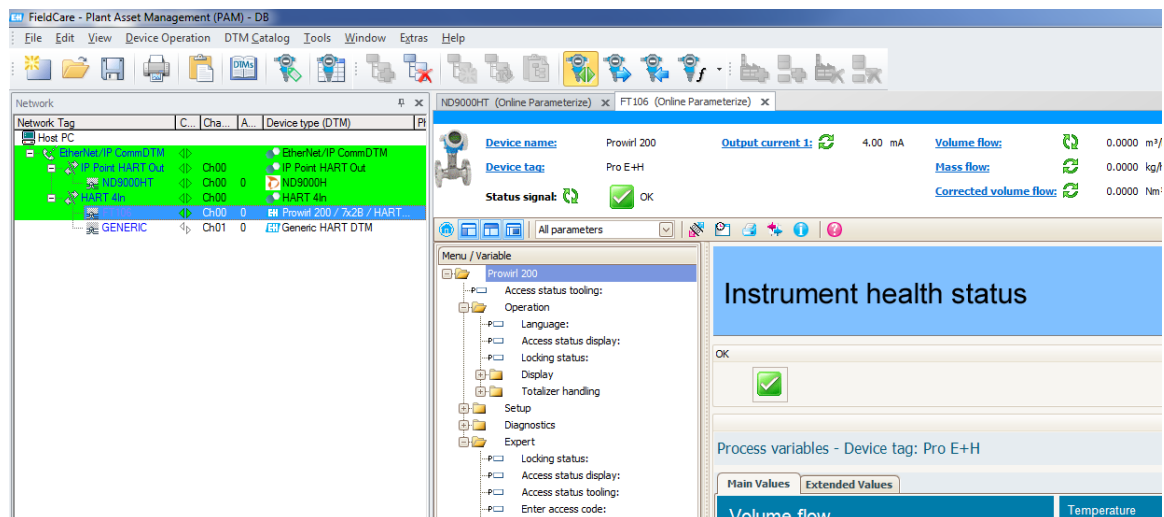 FieldCare - Plant Asset Management (PAM) - DB
File Edit View Device Operation DTM Catalog Tools Window Extras Help
DTMs
Network
ND9000HT (Online Parameterize) FT106 (Online Parameterize)
Network Tag C... Cha... A... Device type (DTM)
Host PC
EtherNet/IP CommDTM EtherNet/IP CommDTM
IP Point HART Out Ch00 IP Point HART Out
ND9000HT Ch00 0 ND9000H
HART 4In Ch00 HART 4In
Ch00 0 EH Prowirl 200 / 7x2B / HART...
GENERIC Ch01 0 EH Generic HART DTM
Device name: Prowirl 200 Output current 1: 4.00 mA Volume flow: 0.0000 m³/
Device tag: Pro E+H Mass flow: 0.0000 kg/
Status signal: OK Corrected volume flow: 0.0000 Nm
All parameters
Menu / Variable
Prowirl 200
Access status tooling:
Operation
Language:
Access status display:
Locking status:
Display
Totalizer handling
Setup
Diagnostics
Expert
Locking status:
Access status display:
Access status tooling:
Enter access code:
Instrument health status
OK
Process variables - Device tag: Pro E+H
Main Values Extended Values
Volume flow Temperature